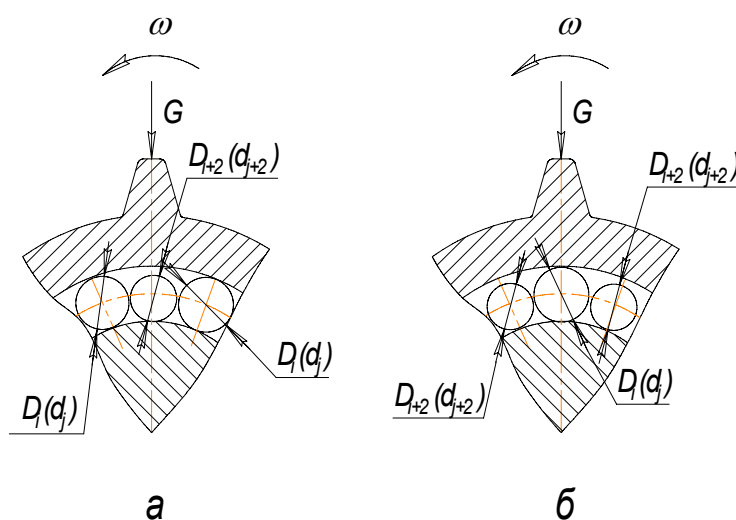 ω
G
D_{i+2}(d_{j+2})
D_i(d_j)
D_i(d_j)
а
ω
G
D_{i+2}(d_{j+2})
D_{i+2}(d_{j+2})
D_i(d_j)
б